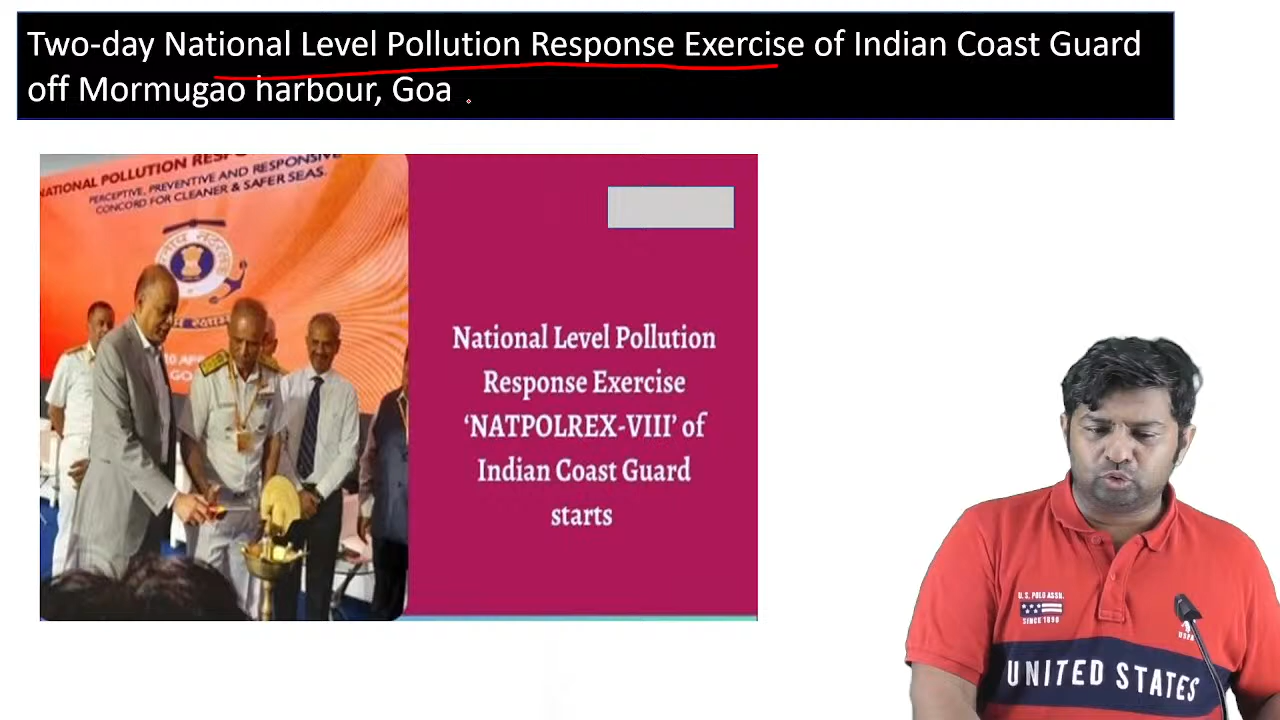 Two-day National Level Pollution Response Exercise of Indian Coast Guard
off Mormugao harbour, Goa
NATIONAL POLLUTION
PERCEPTIVE, PREVENTIVE AND RESPONSIVE
CONCORD FOR CLEANER & SAFER SEAS.
National Level Pollution
Response Exercise
‘NATPOLREX-VIII’ of
Indian Coast Guard
starts
U.S. POLO ASSN.
SINCE 1890
USPA
UNITED STATES